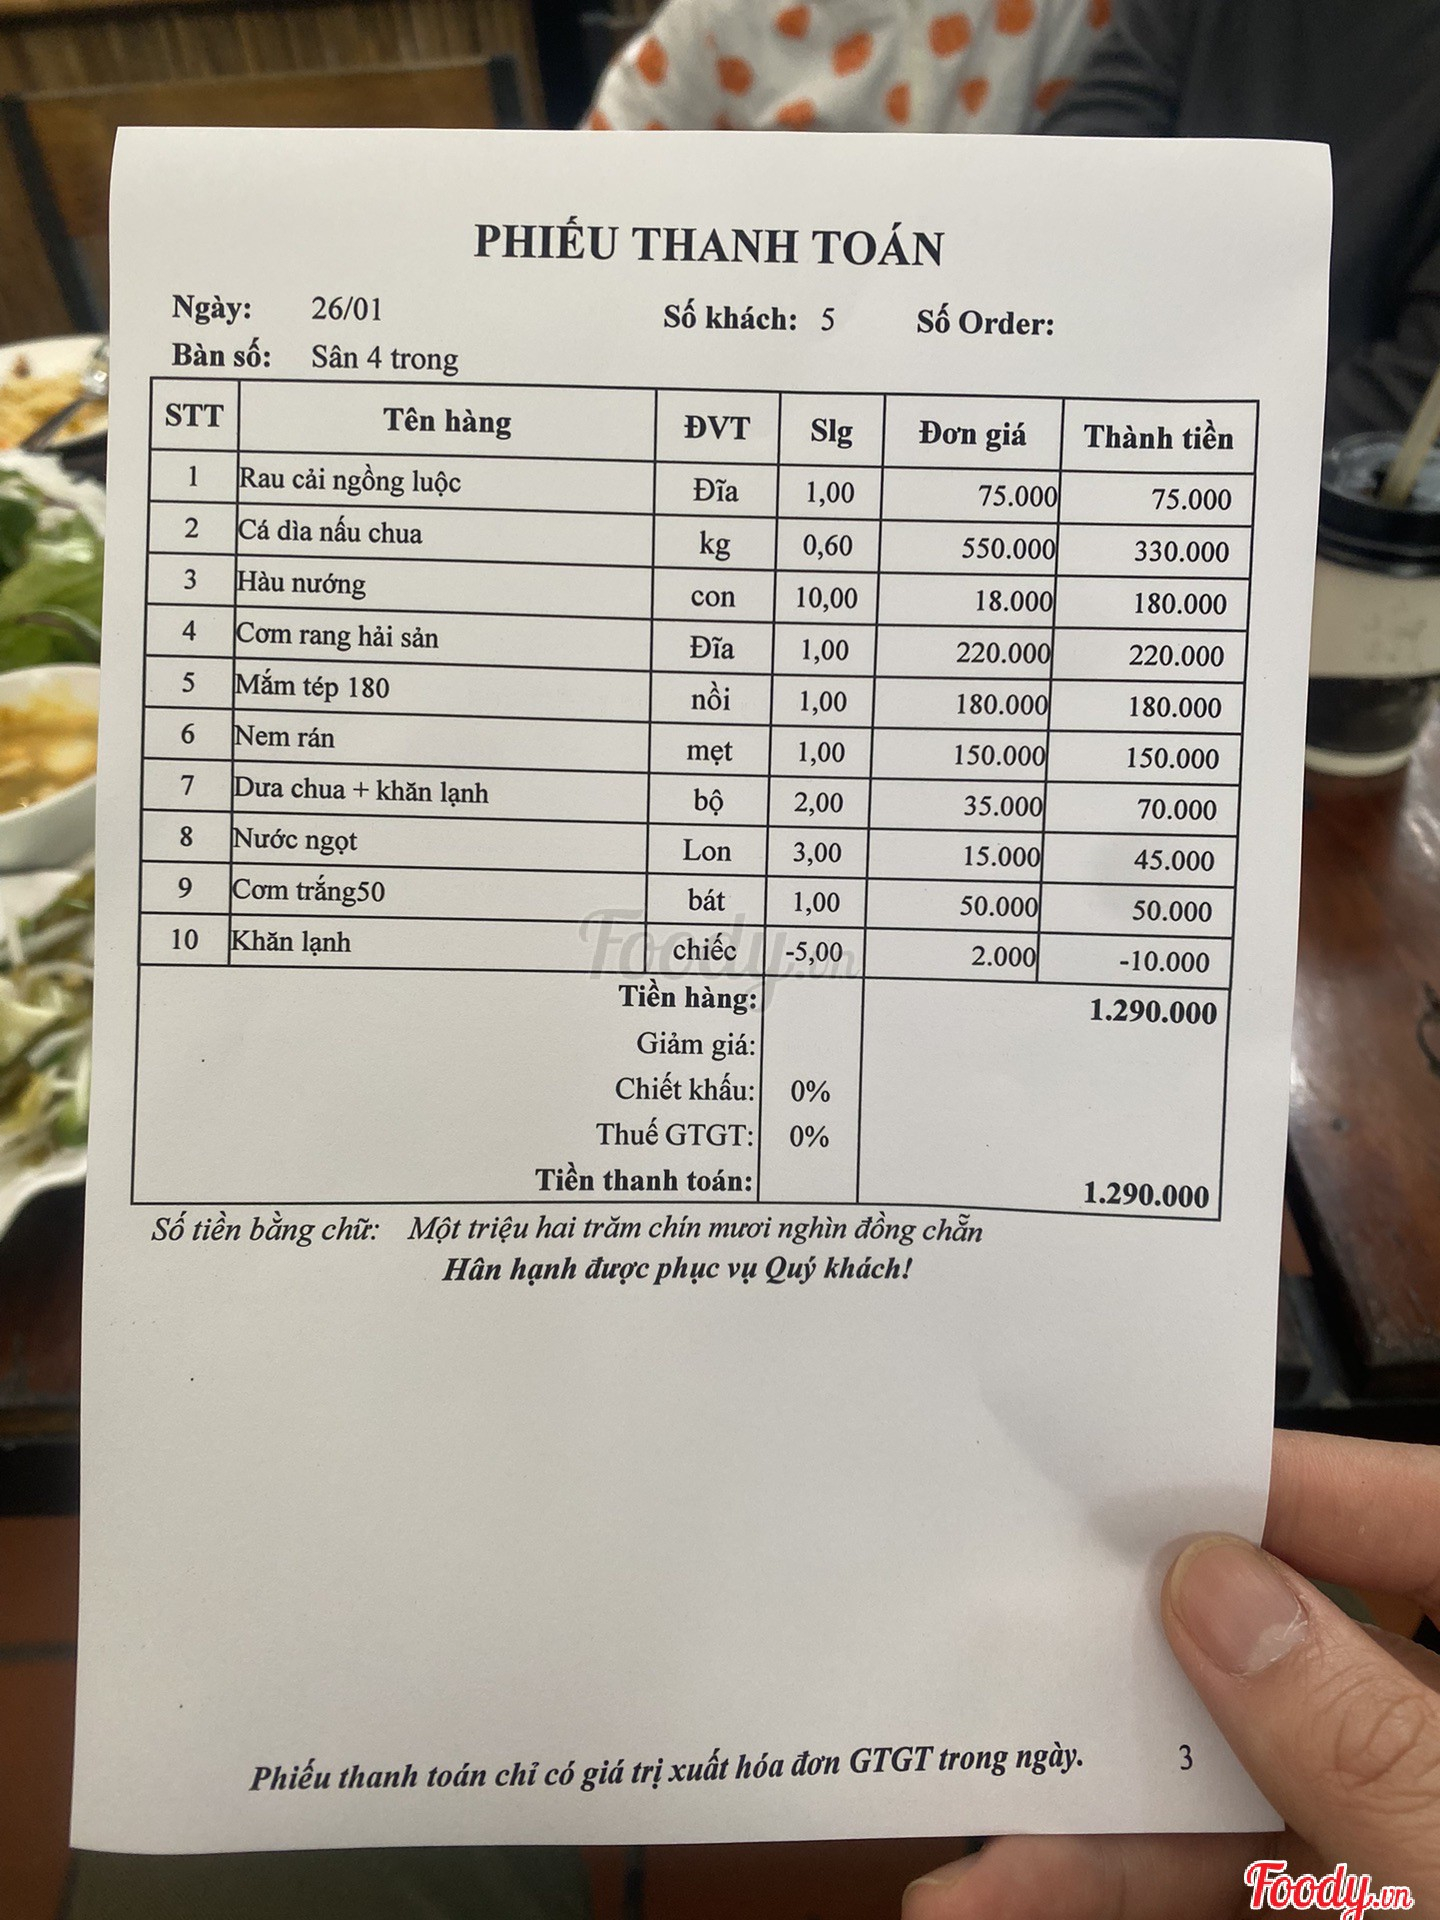 PHIẾU THANH TOÁN
Ngày: 26/01 Số khách: 5 Số Order:
Bàn số: Sân 4 trong
STT Tên hàng ĐVT Slg Đơn giá Thành tiền
1 Rau cải ngồng luộc Đĩa 1,00 75.000 75.000
2 Cá dìa nấu chua kg 0,60 550.000 330.000
3 Hàu nướng con 10,00 18.000 180.000
4 Cơm rang hải sản Đĩa 1,00 220.000 220.000
5 Mắm tép 180 nồi 1,00 180.000 180.000
6 Nem rán mẹt 1,00 150.000 150.000
7 Dưa chua + khăn lạnh bộ 2,00 35.000 70.000
8 Nước ngọt Lon 3,00 15.000 45.000
9 Cơm trắng50 bát 1,00 50.000 50.000
10 Khăn lạnh chiếc -5,00 2.000 -10.000
Foody.vn
Tiền hàng: 1.290.000
Giảm giá:
Chiết khấu: 0%
Thuế GTGT: 0%
Tiền thanh toán: 1.290.000
Số tiền bằng chữ: Một triệu hai trăm chín mươi nghìn đồng chẵn
Hân hạnh được phục vụ Quý khách!
Phiếu thanh toán chỉ có giá trị xuất hóa đơn GTGT trong ngày. 3
Foody.vn